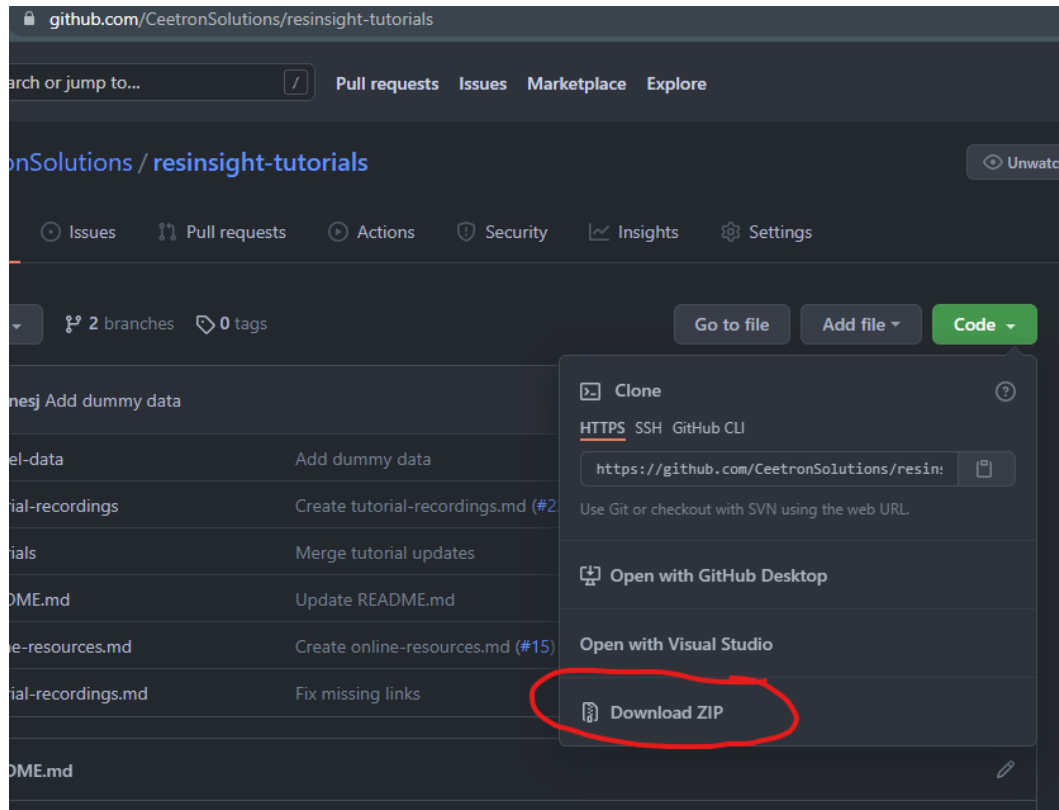 github.com/CeetronSolutions/resinsight-tutorials
arch or jump to... /
Pull requests Issues Marketplace Explore
onSolutions / resinsight-tutorials
Unwatc
Issues Pull requests Actions Security Insights Settings
2 branches 0 tags
Go to file Add file Code
nesj Add dummy data
el-data Add dummy data
ial-recordings Create tutorial-recordings.md (#2
ials Merge tutorial updates
OME.md Update README.md
ne-resources.md Create online-resources.md (#15)
ial-recordings.md Fix missing links
OME.md
Clone
HTTPS SSH GitHub CLI
https://github.com/CeetronSolutions/resins
Use Git or checkout with SVN using the web URL.
Open with GitHub Desktop
Open with Visual Studio
Download ZIP